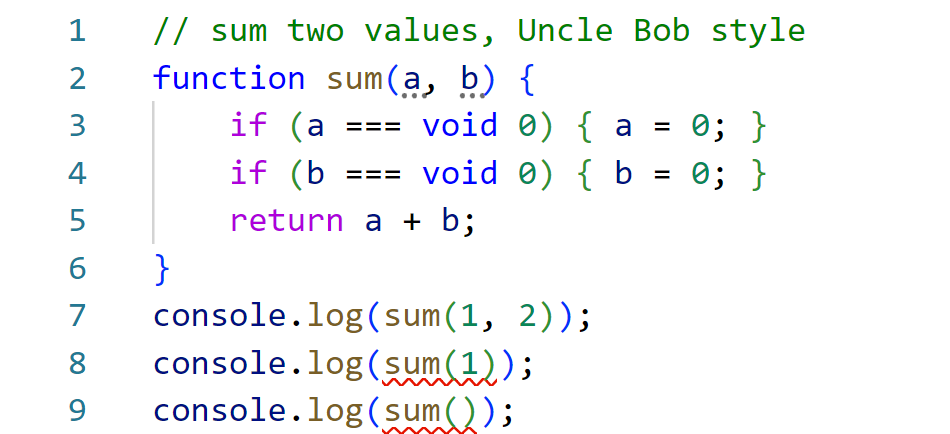 1 // sum two values, Uncle Bob style
2 function sum(a, b) {
3     if (a === void 0) { a = 0; }
4     if (b === void 0) { b = 0; }
5     return a + b;
6 }
7 console.log(sum(1, 2));
8 console.log(sum(1));
9 console.log(sum());